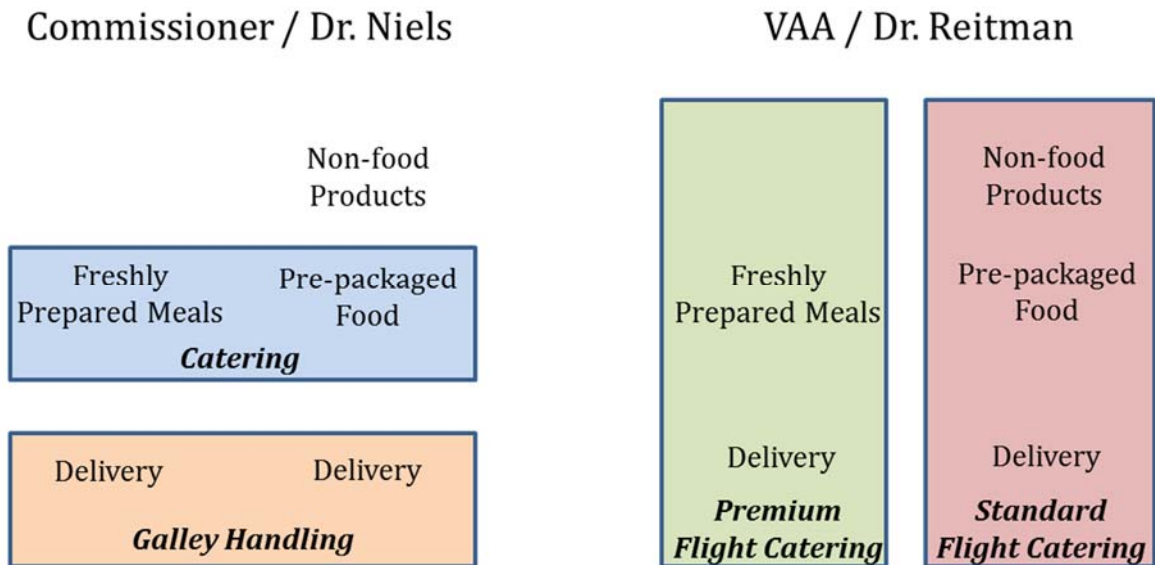 Commissioner / Dr. Niels
Non-food
Products
Freshly
Prepared Meals
Pre-packaged
Food
Catering
Delivery
Delivery
Galley Handling
VAA / Dr. Reitman
Freshly
Prepared Meals
Delivery
Premium
Flight Catering
Non-food
Products
Pre-packaged
Food
Delivery
Standard
Flight Catering